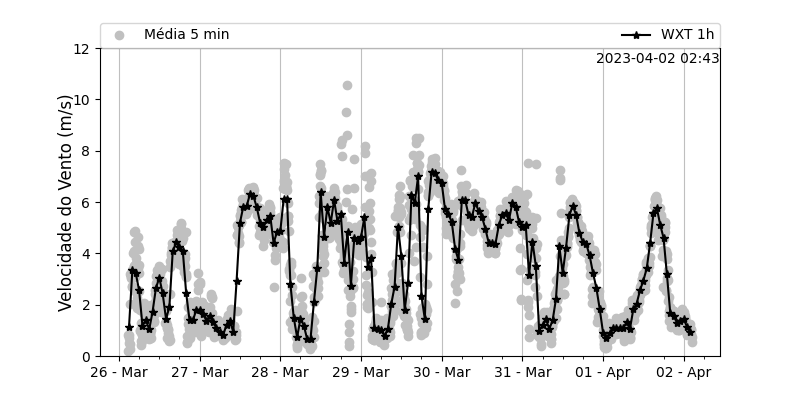 Média 5 min
WXT 1h
2023-04-02 02:43
Velocidade do Vento (m/s)
12
10
8
6
4
2
0
26 - Mar 27 - Mar 28 - Mar 29 - Mar 30 - Mar 31 - Mar 01 - Apr 02 - Apr